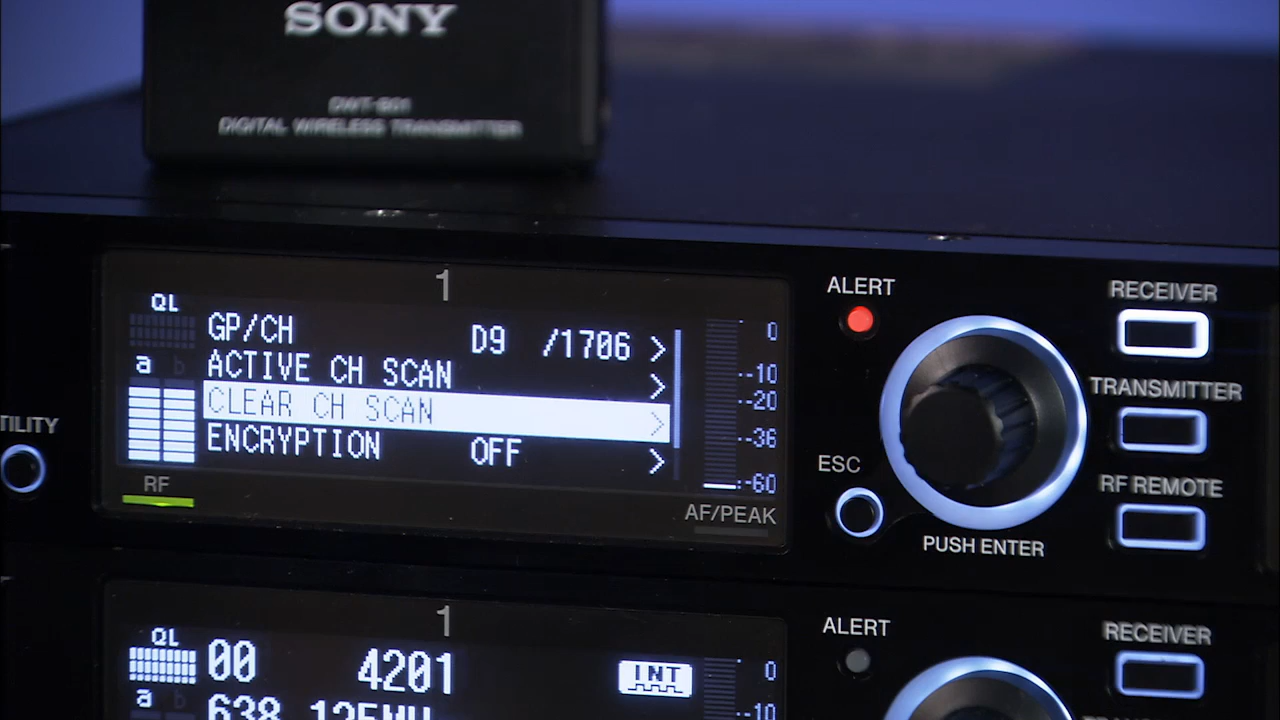 SONY
DWT-B01
DIGITAL WIRELESS TRANSMITTER
1
ALERT
RECEIVER
QL
GP/CH D9 /1706 >
0
a b
ACTIVE CH SCAN >
--10
TRANSMITTER
CLEAR CH SCAN >
--20
TILITY
ENCRYPTION OFF >
--36
ESC
RF
--60
RF REMOTE
AF/PEAK
PUSH ENTER
1
ALERT
RECEIVER
QL
00 4201 INT
0
a b
638.125MH
--10